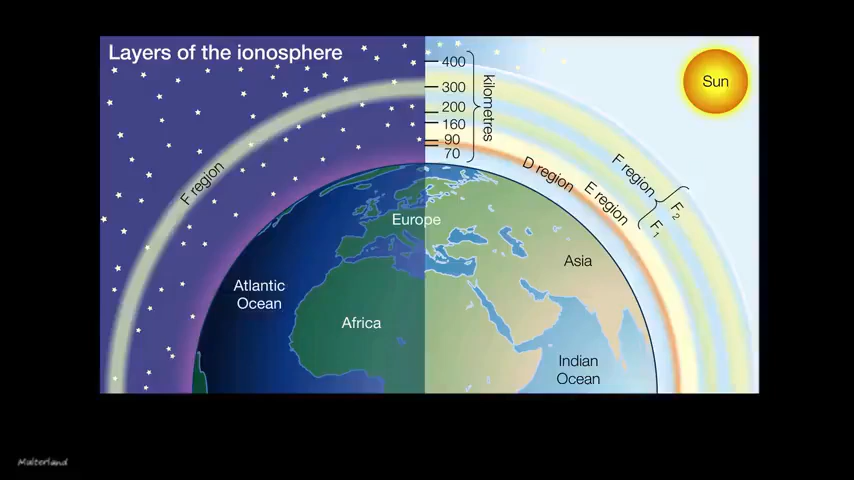 Layers of the ionosphere
400
300
200
160
90
70
kilometres
Sun
F region
D region
E region
F region
F₂
F₁
Europe
Asia
Atlantic
Ocean
Africa
Indian
Ocean
Malterland